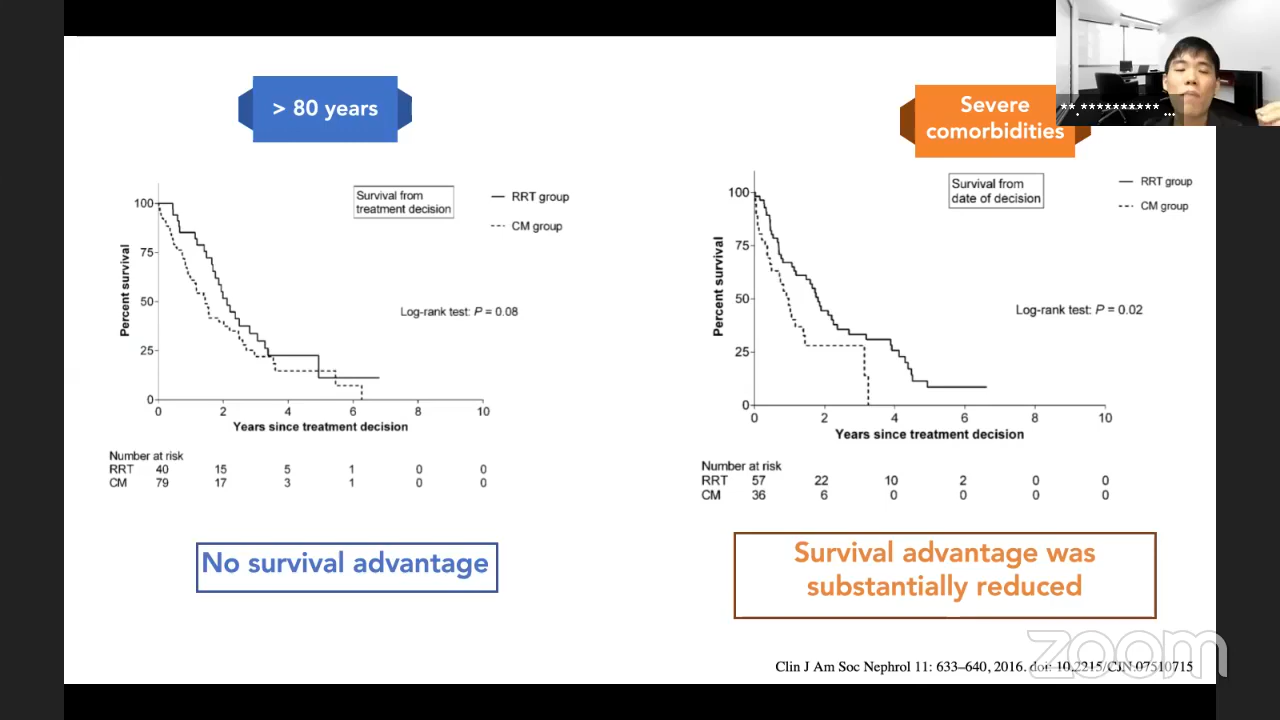 > 80 years
Severe
comorbidities
**.********** ...
Survival from
treatment decision
RRT group
CM group
100
75
50
25
0
Percent survival
Log-rank test: P = 0.08
0 2 4 6 8 10
Years since treatment decision
Number at risk
RRT 40 15 5 1 0 0
CM 79 17 3 1 0 0
No survival advantage
Survival from
date of decision
RRT group
CM group
100
75
50
25
0
Percent survival
Log-rank test: P = 0.02
0 2 4 6 8 10
Years since treatment decision
Number at risk
RRT 57 22 10 2 0 0
CM 36 6 0 0 0 0
Survival advantage was
substantially reduced
zoom
Clin J Am Soc Nephrol 11: 633–640, 2016. doi: 10.2215/CJN.07510715